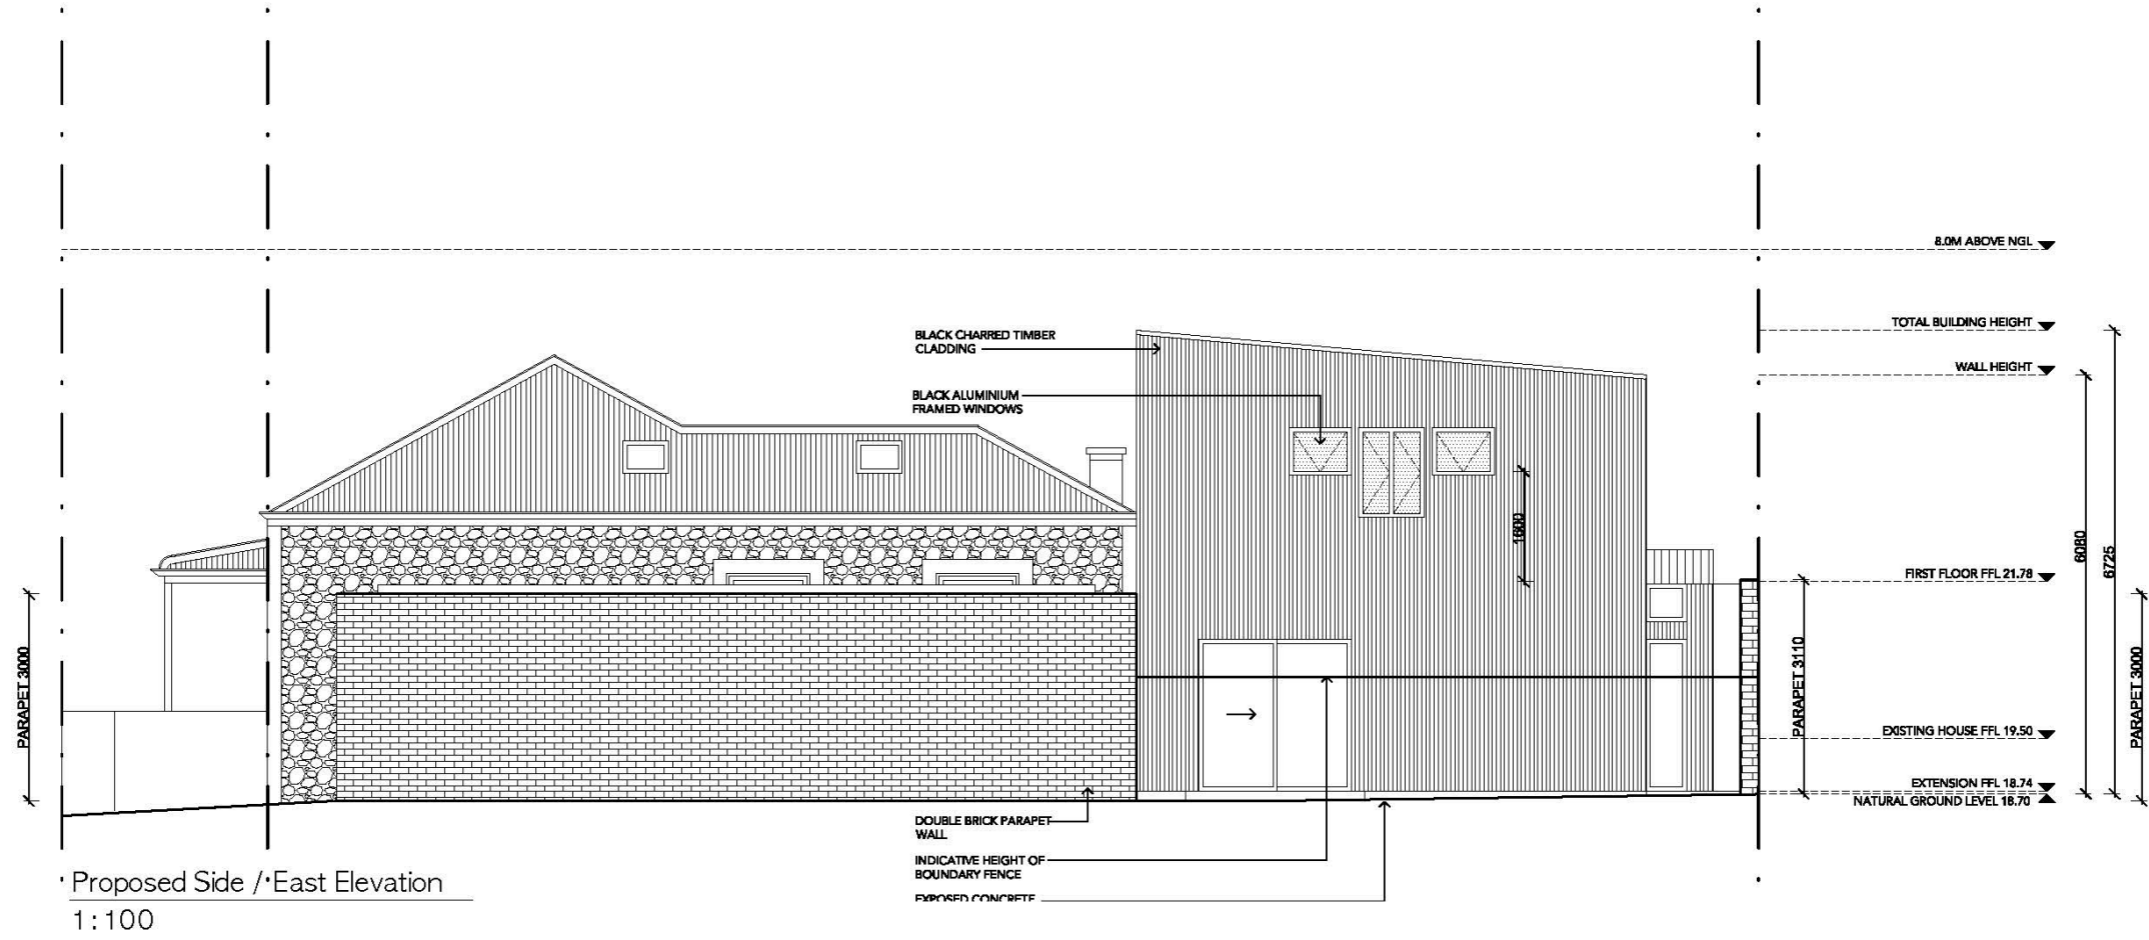 8.0M ABOVE NGL
TOTAL BUILDING HEIGHT
BLACK CHARRED TIMBER
CLADDING
WALL HEIGHT
BLACK ALUMINIUM
FRAMED WINDOWS
1600
6080
6725
FIRST FLOOR FFL 21.78
PARAPET 3000
PARAPET 3110
PARAPET 3000
EXISTING HOUSE FFL 19.50
EXTENSION FFL 18.74
NATURAL GROUND LEVEL 18.70
DOUBLE BRICK PARAPET
WALL
INDICATIVE HEIGHT OF
BOUNDARY FENCE
EXPOSED CONCRETE
Proposed Side / East Elevation
1:100